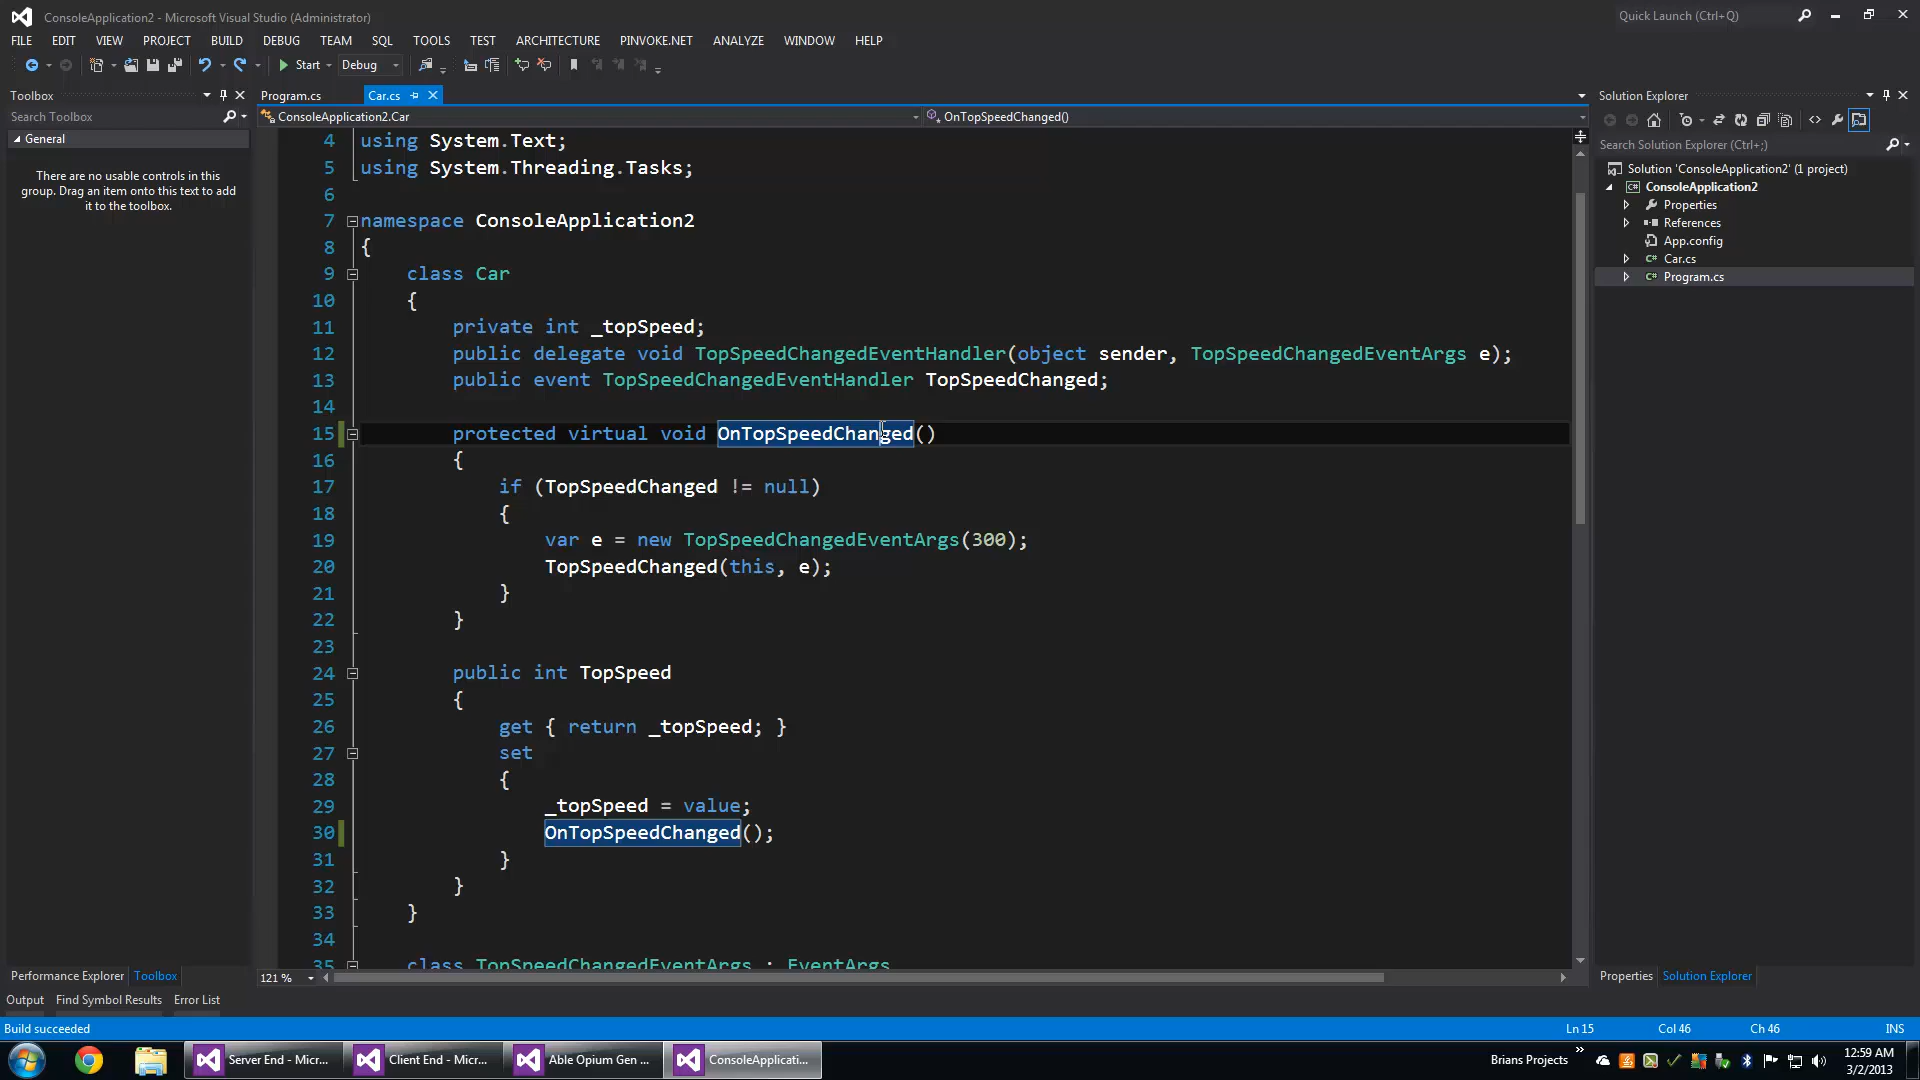 ConsoleApplication2 - Microsoft Visual Studio (Administrator)
Quick Launch (Ctrl+Q)
FILE EDIT VIEW PROJECT BUILD DEBUG TEAM SQL TOOLS TEST ARCHITECTURE PINVOKE.NET ANALYZE WINDOW HELP
Start Debug
Toolbox
Search Toolbox
General
There are no usable controls in this
group. Drag an item onto this text to add
it to the toolbox.
Performance Explorer Toolbox
Program.cs Car.cs
ConsoleApplication2.Car OnTopSpeedChanged()
4 using System.Text;
5 using System.Threading.Tasks;
6
7 namespace ConsoleApplication2
8 {
9 class Car
10 {
11 private int _topSpeed;
12 public delegate void TopSpeedChangedEventHandler(object sender, TopSpeedChangedEventArgs e);
13 public event TopSpeedChangedEventHandler TopSpeedChanged;
14
15 protected virtual void OnTopSpeedChanged()
16 {
17 if (TopSpeedChanged != null)
18 {
19 var e = new TopSpeedChangedEventArgs(300);
20 TopSpeedChanged(this, e);
21 }
22 }
23
24 public int TopSpeed
25 {
26 get { return _topSpeed; }
27 set
28 {
29 _topSpeed = value;
30 OnTopSpeedChanged();
31 }
32 }
33 }
34
35 class TopSpeedChangedEventArgs : EventArgs
121 %
Solution Explorer
Search Solution Explorer (Ctrl+;)
Solution 'ConsoleApplication2' (1 project)
ConsoleApplication2
Properties
References
App.config
Car.cs
Program.cs
Properties Solution Explorer
Output Find Symbol Results Error List
Build succeeded Ln 15 Col 46 Ch 46 INS
Server End - Micr... Client End - Micr... Able Opium Gen ... ConsoleApplicati... Brians Projects
12:59 AM
3/2/2013